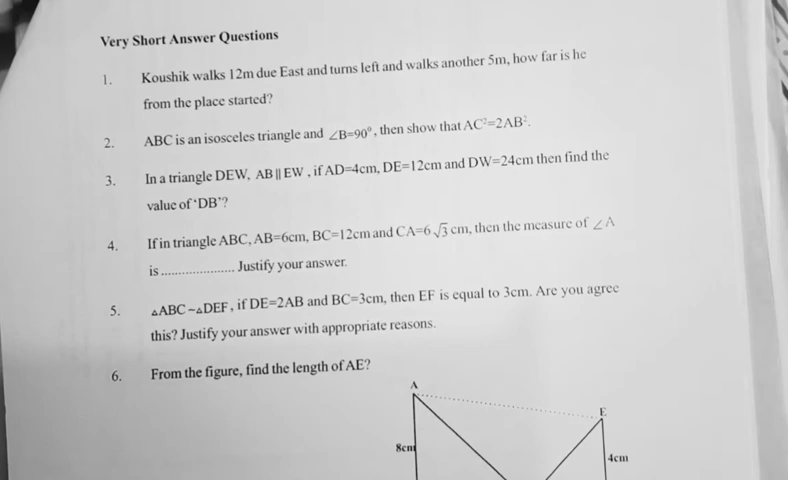 Very Short Answer Questions
1. Koushik walks 12m due East and turns left and walks another 5m, how far is he
from the place started?
2. ABC is an isosceles triangle and ∠B=90°, then show that AC²=2AB².
3. In a triangle DEW, AB || EW, if AD=4cm, DE=12cm and DW=24cm then find the
value of 'DB'?
4. If in triangle ABC, AB=6cm, BC=12cm and CA=6√3 cm, then the measure of ∠A
is ..................... Justify your answer.
5. △ABC~△DEF, if DE=2AB and BC=3cm, then EF is equal to 3cm. Are you agree
this? Justify your answer with appropriate reasons.
6. From the figure, find the length of AE?
A
E
8cm
4cm